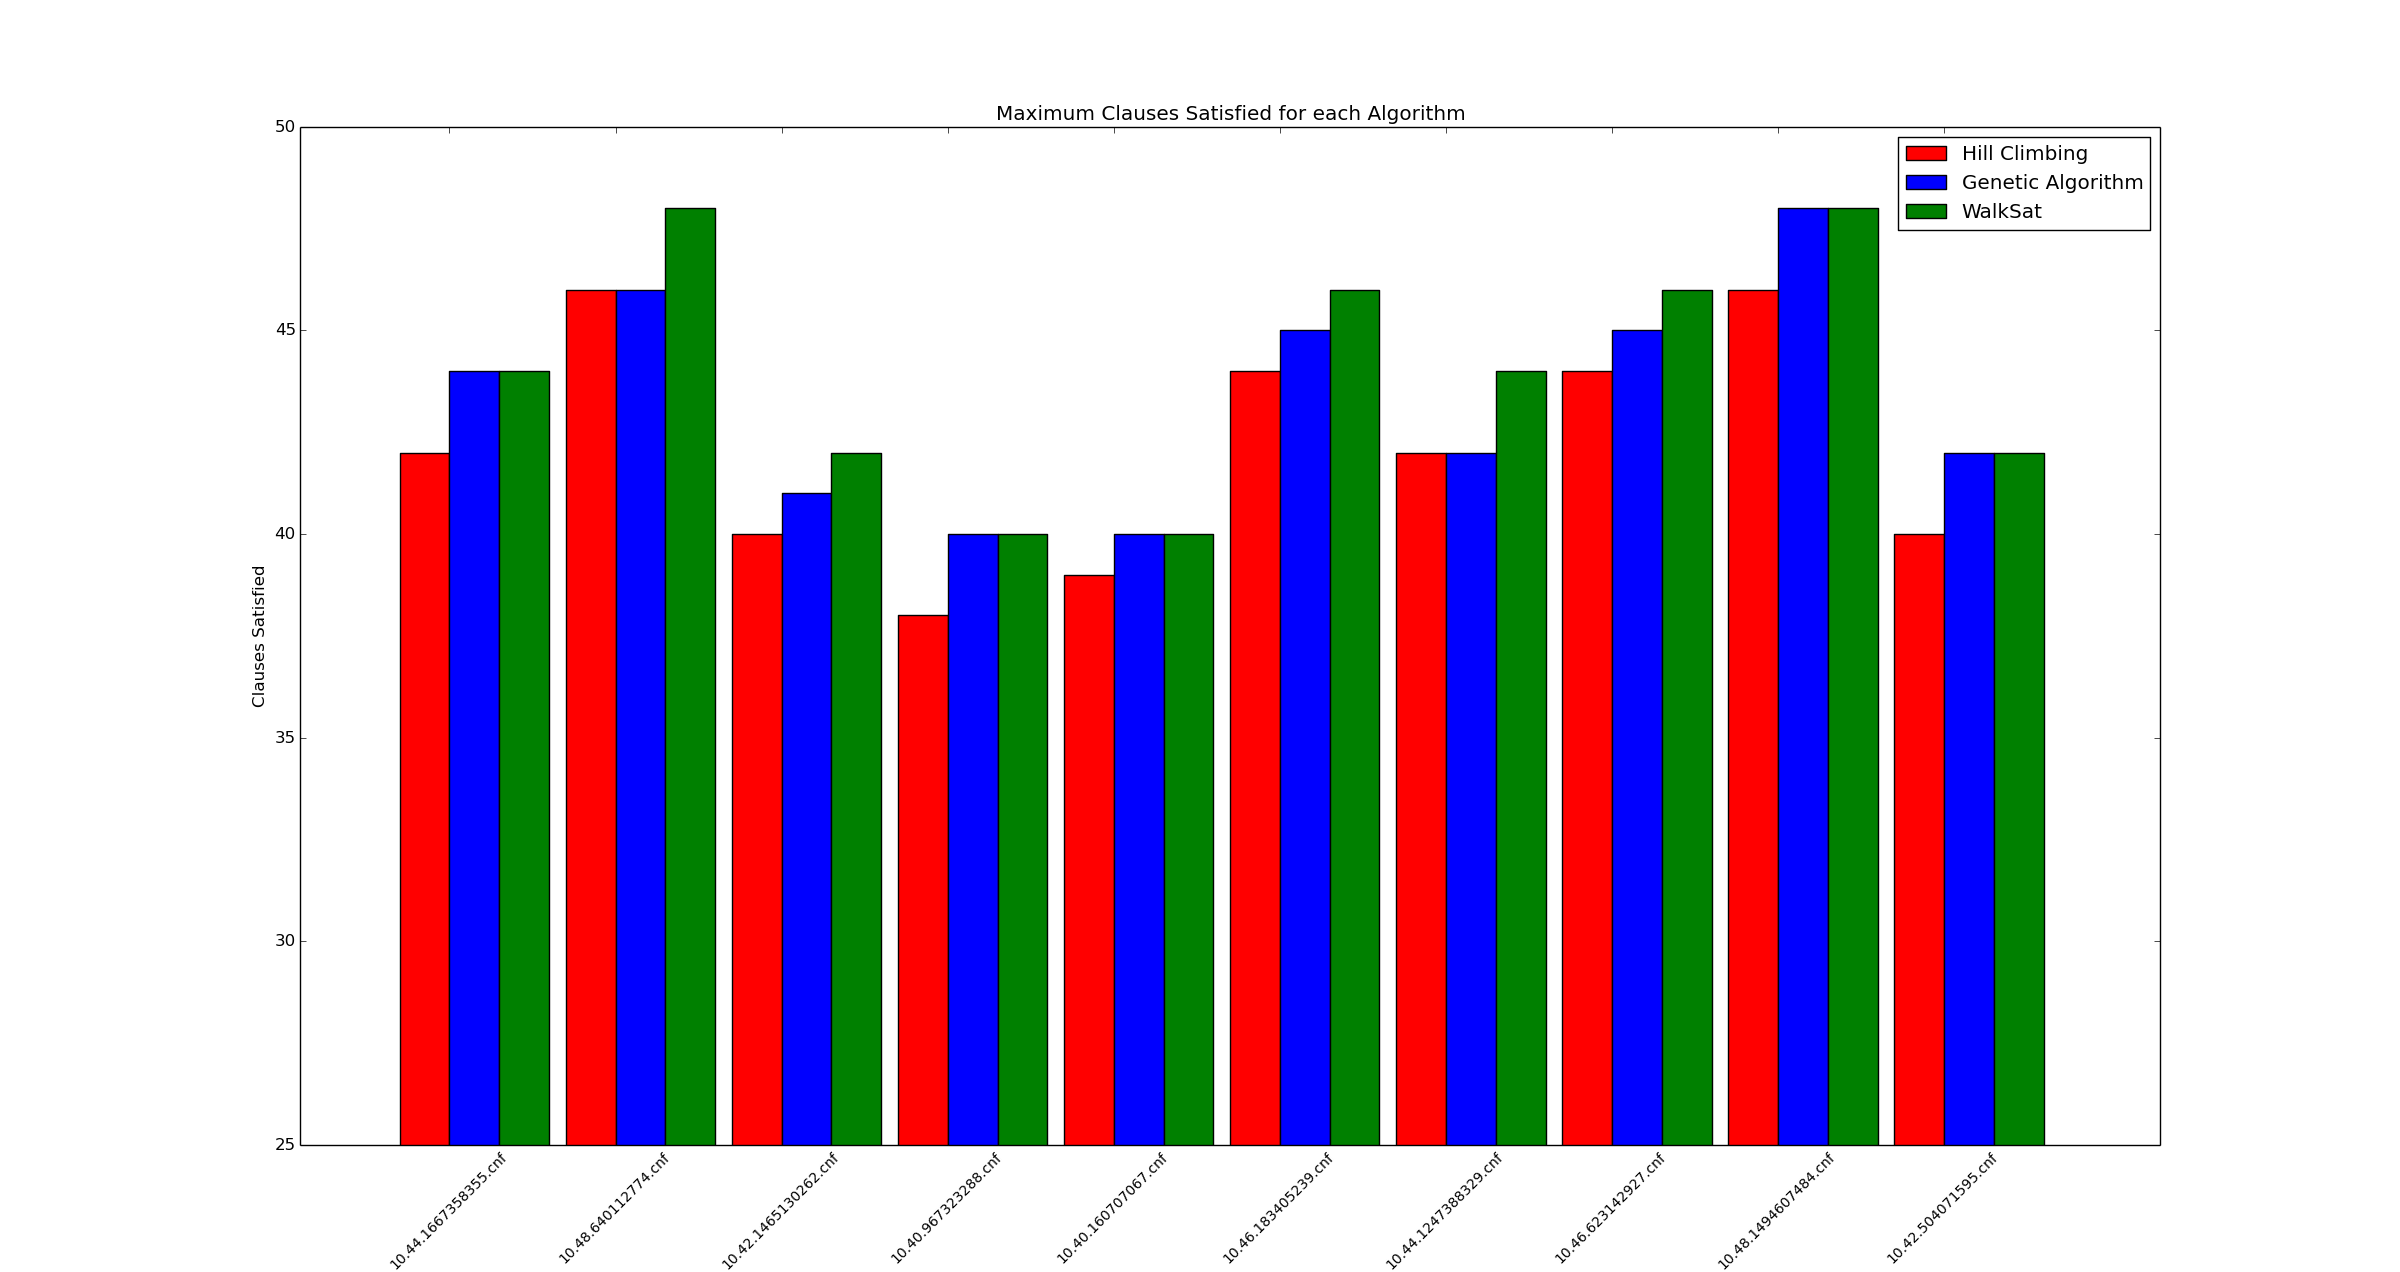 Maximum Clauses Satisfied for each Algorithm
50
45
40
35
30
25
Clauses Satisfied
Hill Climbing
Genetic Algorithm
WalkSat
10.44.1667358355.cnf
10.48.640112774.cnf
10.42.1465130262.cnf
10.40.967323288.cnf
10.40.160707067.cnf
10.46.183405239.cnf
10.44.1247388329.cnf
10.46.623142927.cnf
10.48.1494607484.cnf
10.42.504071595.cnf